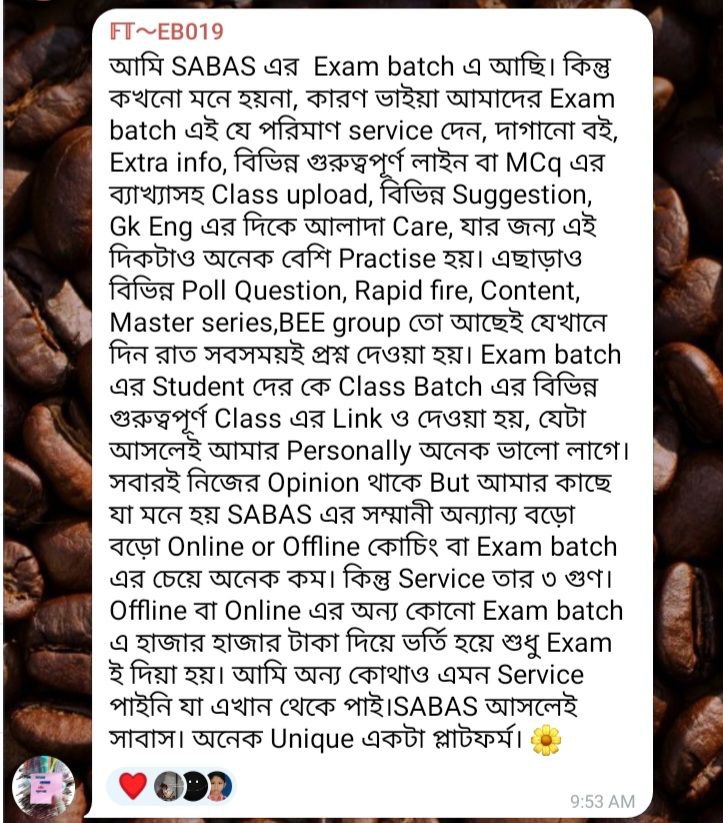 FT～EB019
আমি SABAS এর Exam batch এ আছি। কিন্তু
কখনো মনে হয়না, কারণ ভাইয়া আমাদের Exam
batch এই যে পরিমাণ service দেন, দাগানো বই,
Extra info, বিভিন্ন গুরুত্বপূর্ণ লাইন বা MCq এর
ব্যাখ্যাসহ Class upload, বিভিন্ন Suggestion,
Gk Eng এর দিকে আলাদা Care, যার জন্য এই
দিকটাও অনেক বেশি Practise হয়। এছাড়াও
বিভিন্ন Poll Question, Rapid fire, Content,
Master series,BEE group তো আছেই যেখানে
দিন রাত সবসময়ই প্রশ্ন দেওয়া হয়। Exam batch
এর Student দের কে Class Batch এর বিভিন্ন
গুরুত্বপূর্ণ Class এর Link ও দেওয়া হয়, যেটা
আসলেই আমার Personally অনেক ভালো লাগে।
সবারই নিজের Opinion থাকে But আমার কাছে
যা মনে হয় SABAS এর সম্মানী অন্যান্য বড়ো
বড়ো Online or Offline কোচিং বা Exam batch
এর চেয়ে অনেক কম। কিন্তু Service তার ৩ গুণ।
Offline বা Online এর অন্য কোনো Exam batch
এ হাজার হাজার টাকা দিয়ে ভর্তি হয়ে শুধু Exam
ই দিয়া হয়। আমি অন্য কোথাও এমন Service
পাইনি যা এখান থেকে পাই।SABAS আসলেই
সাবাস। অনেক Unique একটা প্লাটফর্ম। 🌼
9:53 AM